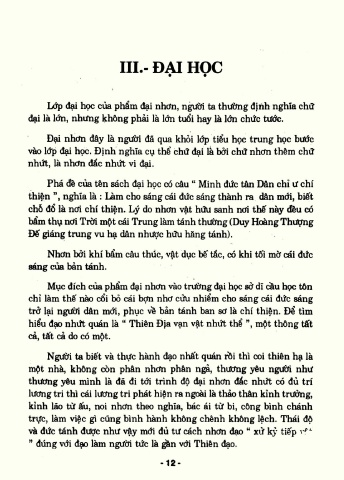 III.- ĐẠI HỌC
Lớp đại học của phẩm đại nhơn, người ta thường định nghĩa chữ
đại là lớn, nhưng không phải là lớn tuổi hay là lớn chức tước.
Đại nhơn đây là người đã qua khỏi lớp tiểu học trung học bước
vào lớp đại học. Định nghĩa cụ thể chữ đại là bởi chữ nhơn thêm chữ
nhứt, là nhơn đắc nhứt vi đại.
Phá đề của tên sách đại học có câu “ Minh đức tân Dân chỉ ư chí
thiện ”, nghĩa là : Làm cho sáng cái đức sáng thành ra dân mới, biết
chỗ đổ là nơi chí thiện. Lý do nhơn vật hữu sanh nơi thế này đều có
bẩm thụ nơi Trời một cái Trung làm tánh thường (Duy Hoàng Thượng
Đế giáng trung vu hạ dân nhược hữu hăng tánh).
Nhơn bởi khí bẩm câu thúc, vật dục bế tắc, có khi tối mờ cái đức
sáng của bản tánh.
Mục đích của phẩm đại nhơn vào trường đại học sở dĩ cầu học tôn
chỉ làm thế nào cổi bỏ cái bợn nhơ cửu nhiễm cho sáng cái đức sáng
trở lại người dân mới, phục về bản tánh ban sơ là chí thiện. Để tìm
hiểu đạo nhứt quán là “ Thiên Địa vạn vật nhứt thể ”, một thông tất
cả, tất cả do có một.
Người ta biết và thực hành đạo nhất quán rồi thì coi thiên hạ là
một nhà, không còn phân nhơn phân ngã, thương yêu người như
thương yêu mình là đã đi tới trình độ đại nhơn đắc nhứt có đủ trí
lương tri thì cái lương tri phát hiện ra ngoài là thảo thân kỉnh trưởng,
kỉnh lão từ ấu, noi nhơn theo nghĩa, bác ái từ bi, công bình chánh
trực, làm việc gì cũng bình hành không chênh không lệch. Thái độ
và đức tánh được như vậy mới đủ tư cách nhơn đạo “ xử kỷ tiếp
” đúng với đạo làm người tức là gần với Thiên đạo.
- 12 -